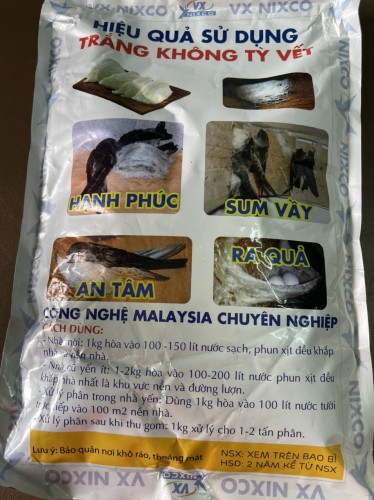 VX NIXCO
VX
NIXCO
VX NIXCO
HIỆU QUẢ SỬ DỤNG
TRẮNG KHÔNG TỲ VẾT
HẠNH PHÚC
SUM VẦY
AN TÂM
RA QUẢ
CÔNG NGHỆ MALAYSIA CHUYÊN NGHIỆP
CÁCH DÙNG:
- Nhà mới: 1kg hòa vào 100 -150 lít nước sạch, phun xịt đều khắp
nhà, nền nhà.
- Nhà cũ yến ít: 1-2kg hòa vào 100-200 lít nước phun xịt đều
khắp nhà nhất là khu vực nền và đường lượn.
- Xử lý phân trong nhà yến: Dùng 1kg hòa vào 100 lít nước tưới
trực tiếp vào 100 m2 nền nhà.
- Xử lý phân sau khi thu gom: 1kg xử lý cho 1-2 tấn phân.
Lưu ý: Bảo quản nơi khô ráo, thoáng mát
NSX: XEM TRÊN BAO BÌ
HSD: 2 NĂM KỂ TỪ NSX
VX NIXCO